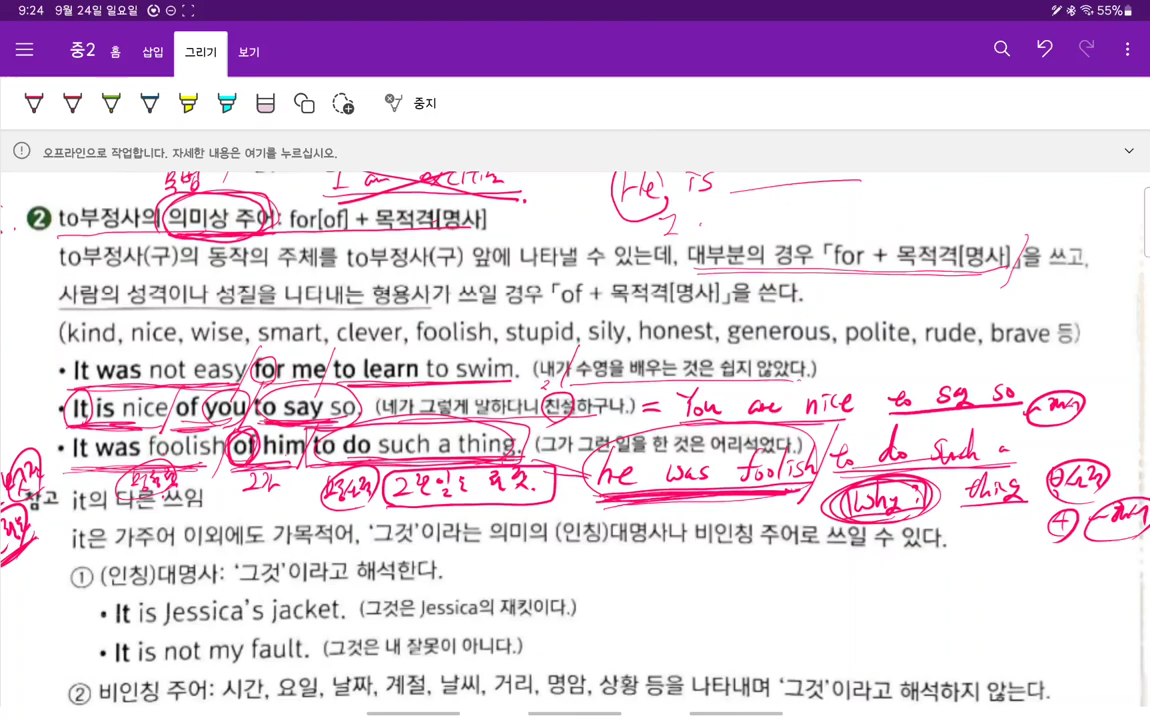 9:24 9월 24일 일요일 55%
중2 홈 삽입 그리기 보기
중지
오프라인으로 작업합니다. 자세한 내용은 여기를 누르십시오.
I am
(He) is
2 to부정사의 의미상 주어: for[of] + 목적격[명사]
to부정사(구)의 동작의 주체를 to부정사(구) 앞에 나타낼 수 있는데, 대부분의 경우 「for + 목적격[명사]」을 쓰고,
사람의 성격이나 성질을 나타내는 형용사가 쓰일 경우 「of + 목적격[명사]」을 쓴다.
(kind, nice, wise, smart, clever, foolish, stupid, sily, honest, generous, polite, rude, brave 등)
• It was not easy for me to learn to swim. (내가 수영을 배우는 것은 쉽지 않았다.)
• It is nice of you to say so. (네가 그렇게 말하다니 친절하구나.) = You are nice to say so
• It was foolish of him to do such a thing. (그가 그런 일을 한 것은 어리석었다.)
he was foolish / to do such a thing
why?
참고 it의 다른 쓰임
it은 가주어 이외에도 가목적어, '그것'이라는 의미의 (인칭)대명사나 비인칭 주어로 쓰일 수 있다.
① (인칭)대명사: '그것'이라고 해석한다.
• It is Jessica's jacket. (그것은 Jessica의 재킷이다.)
• It is not my fault. (그것은 내 잘못이 아니다.)
② 비인칭 주어: 시간, 요일, 날짜, 계절, 날씨, 거리, 명암, 상황 등을 나타내며 '그것'이라고 해석하지 않는다.